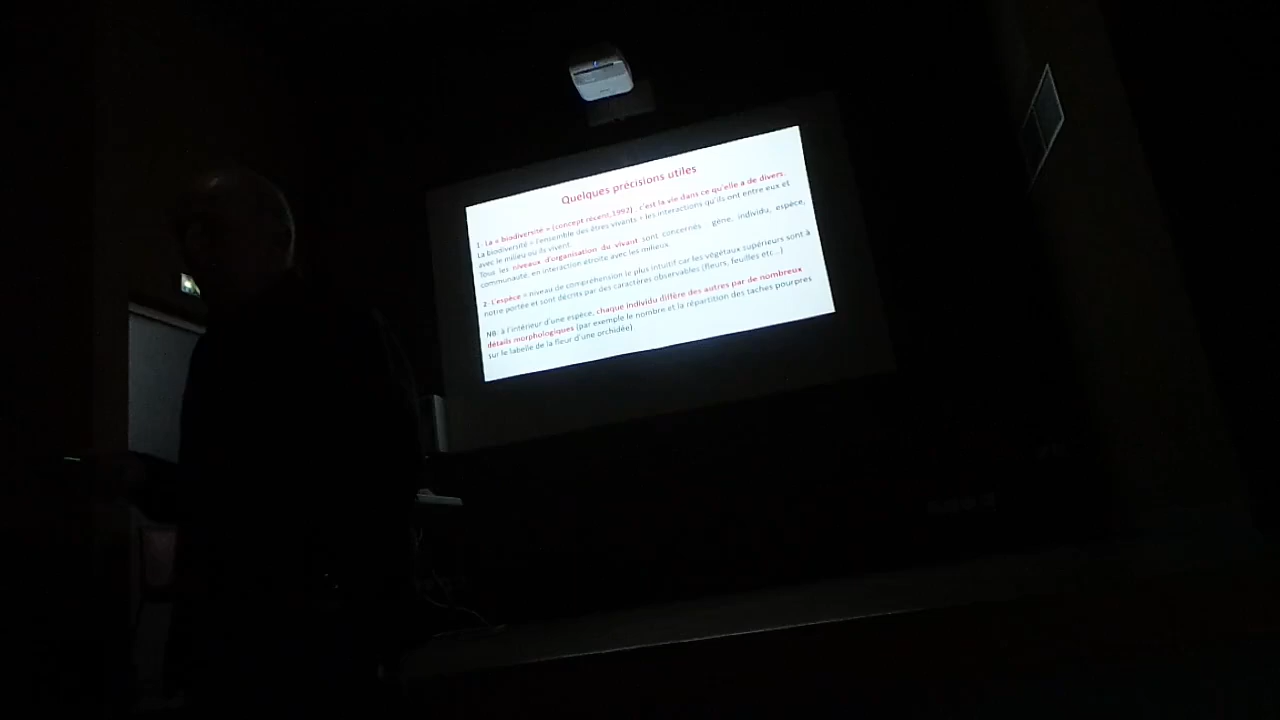 Quelques précisions utiles
1- La « biodiversité » (concept récent,1992) : c'est la vie dans ce qu'elle a de divers.
La biodiversité = l'ensemble des êtres vivants + les interactions qu'ils ont entre eux et
avec le milieu où ils vivent.
Tous les niveaux d'organisation du vivant sont concernés : gène, individu, espèce,
communauté, en interaction étroite avec les milieux.
2- L'espèce = niveau de compréhension le plus intuitif car les végétaux supérieurs sont à
notre portée et sont décrits par des caractères observables (fleurs, feuilles etc...)
NB: à l'intérieur d'une espèce, chaque individu diffère des autres par de nombreux
détails morphologiques (par exemple le nombre et la répartition des taches pourpres
sur le labelle de la fleur d'une orchidée)